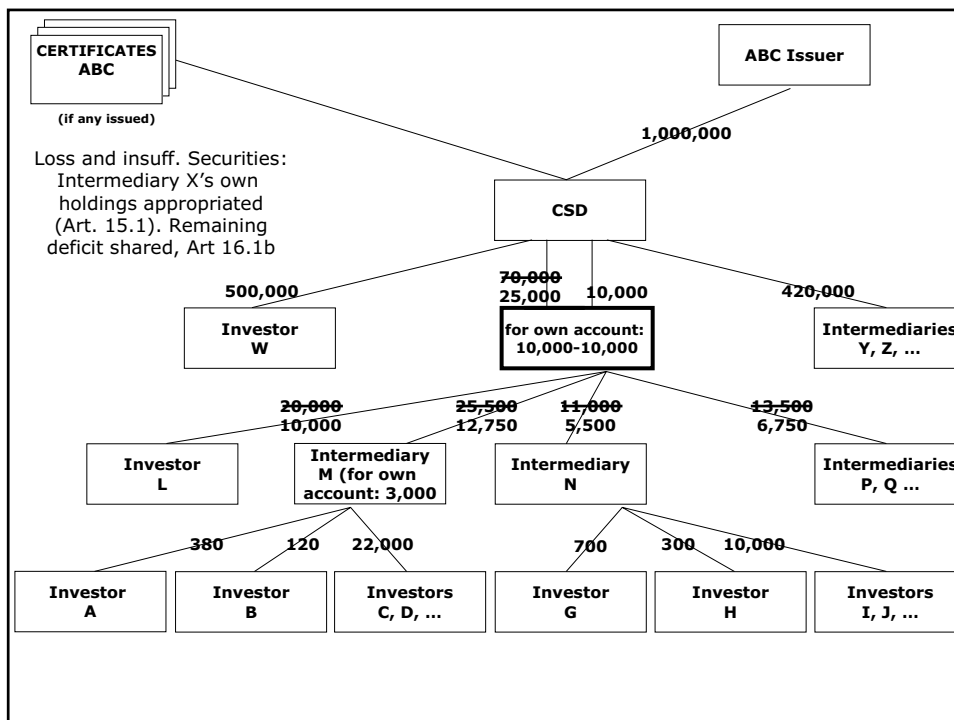 CERTIFICATES
ABC
(if any issued)
ABC Issuer
1,000,000
Loss and insuff. Securities:
Intermediary X’s own
holdings appropriated
(Art. 15.1). Remaining
deficit shared, Art 16.1b
CSD
500,000
70,000
25,000
10,000
420,000
Investor
W
for own account:
10,000-10,000
Intermediaries
Y, Z, ...
20,000
10,000
25,500
12,750
11,000
5,500
13,500
6,750
Investor
L
Intermediary
M (for own
account: 3,000
Intermediary
N
Intermediaries
P, Q ...
380
120
22,000
700
300
10,000
Investor
A
Investor
B
Investors
C, D, ...
Investor
G
Investor
H
Investors
I, J, ...